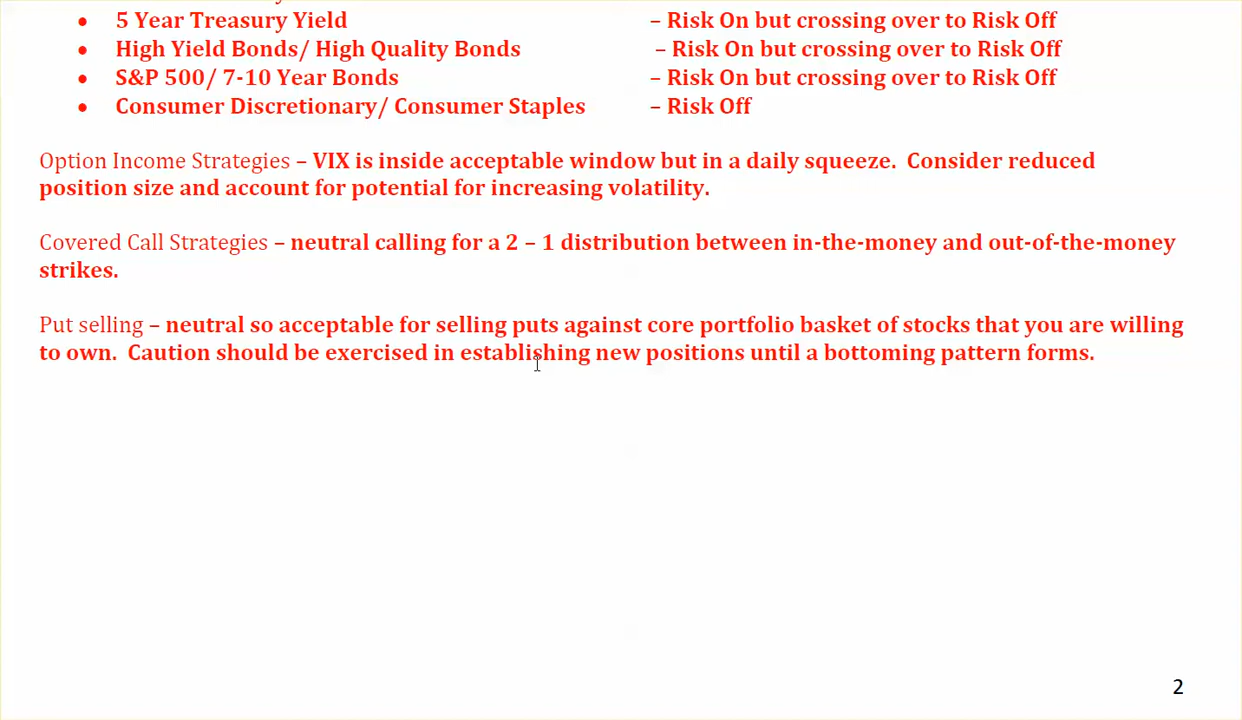 • 5 Year Treasury Yield – Risk On but crossing over to Risk Off
• High Yield Bonds/ High Quality Bonds – Risk On but crossing over to Risk Off
• S&P 500/ 7-10 Year Bonds – Risk On but crossing over to Risk Off
• Consumer Discretionary/ Consumer Staples – Risk Off
Option Income Strategies – VIX is inside acceptable window but in a daily squeeze.  Consider reduced
position size and account for potential for increasing volatility.
Covered Call Strategies – neutral calling for a 2 – 1 distribution between in-the-money and out-of-the-money
strikes.
Put selling – neutral so acceptable for selling puts against core portfolio basket of stocks that you are willing
to own.  Caution should be exercised in establishing new positions until a bottoming pattern forms.
2